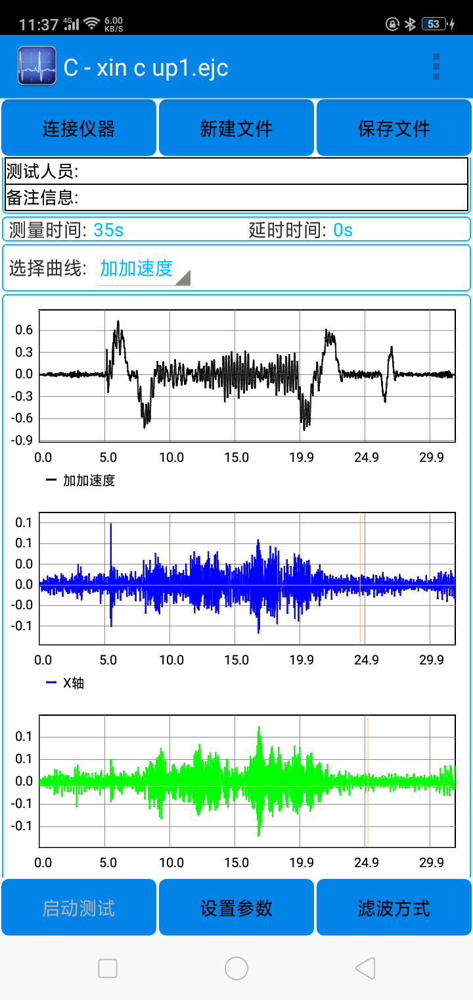 11:37 4G 6.00 KB/S 53
C - xin c up1.ejc
连接仪器 新建文件 保存文件
测试人员:
备注信息:
测量时间: 35s 延时时间: 0s
选择曲线: 加加速度
0.6
0.3
0.0
-0.3
-0.6
-0.9
0.0 5.0 10.0 15.0 19.9 24.9 29.9
加加速度
0.1
0.1
0.0
0.0
-0.0
-0.1
0.0 5.0 10.0 15.0 19.9 24.9 29.9
X轴
0.1
0.1
0.0
-0.1
-0.1
0.0 5.0 10.0 15.0 19.9 24.9 29.9
启动测试 设置参数 滤波方式